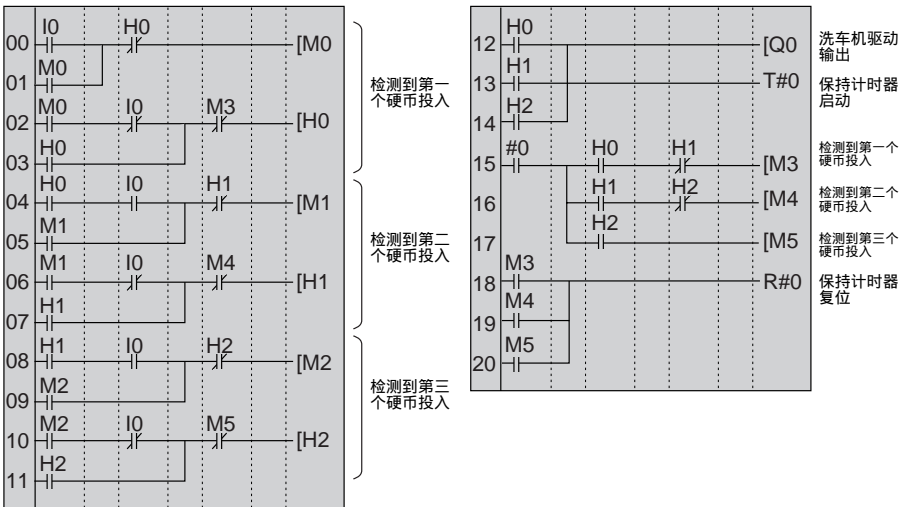 I0 H0
00 [M0
M0
01
M0 I0 M3
02 [H0
H0
03
检测到第一
个硬币投入
H0 I0 H1
04 [M1
M1
05
M1 I0 M4
06 [H1
H1
07
检测到第二
个硬币投入
H1 I0 H2
08 [M2
M2
09
M2 I0 M5
10 [H2
H2
11
检测到第三
个硬币投入
H0
12 [Q0
洗车机驱动
输出
H1
13 T#0
保持计时器
启动
H2
14
#0 H0 H1
15 [M3
检测到第一个
硬币投入
H1 H2
16 [M4
检测到第二个
硬币投入
H2
17 [M5
检测到第三个
硬币投入
M3
18 R#0
保持计时器
复位
M4
19
M5
20